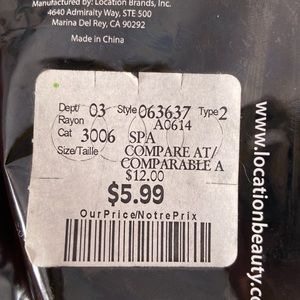 Manufactured by: Location Brands, Inc.
4640 Admiralty Way, STE 500
Marina Del Rey, CA 90292
Made in China
Dept/ 03 Style 063637 Type 2
Rayon A0614
Cat 3006 SPA
Size/Taille COMPARE AT/
COMPARABLE A
$12.00
$5.99
OurPrice/NotrePrix
www.locationbeauty.c